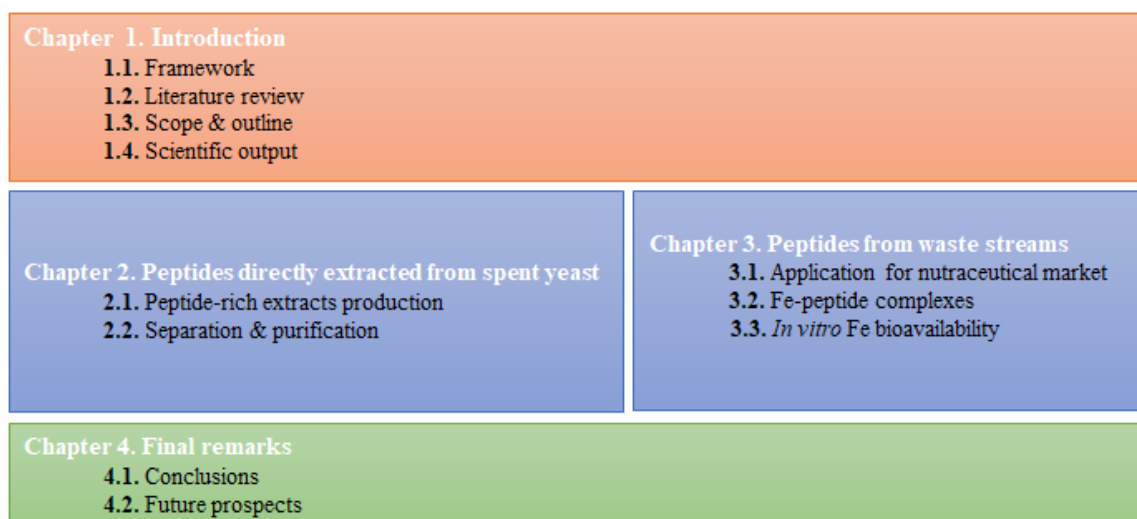 Chapter 1. Introduction
1.1. Framework
1.2. Literature review
1.3. Scope & outline
1.4. Scientific output
Chapter 2. Peptides directly extracted from spent yeast
2.1. Peptide-rich extracts production
2.2. Separation & purification
Chapter 3. Peptides from waste streams
3.1. Application for nutraceutical market
3.2. Fe-peptide complexes
3.3. In vitro Fe bioavailability
Chapter 4. Final remarks
4.1. Conclusions
4.2. Future prospects